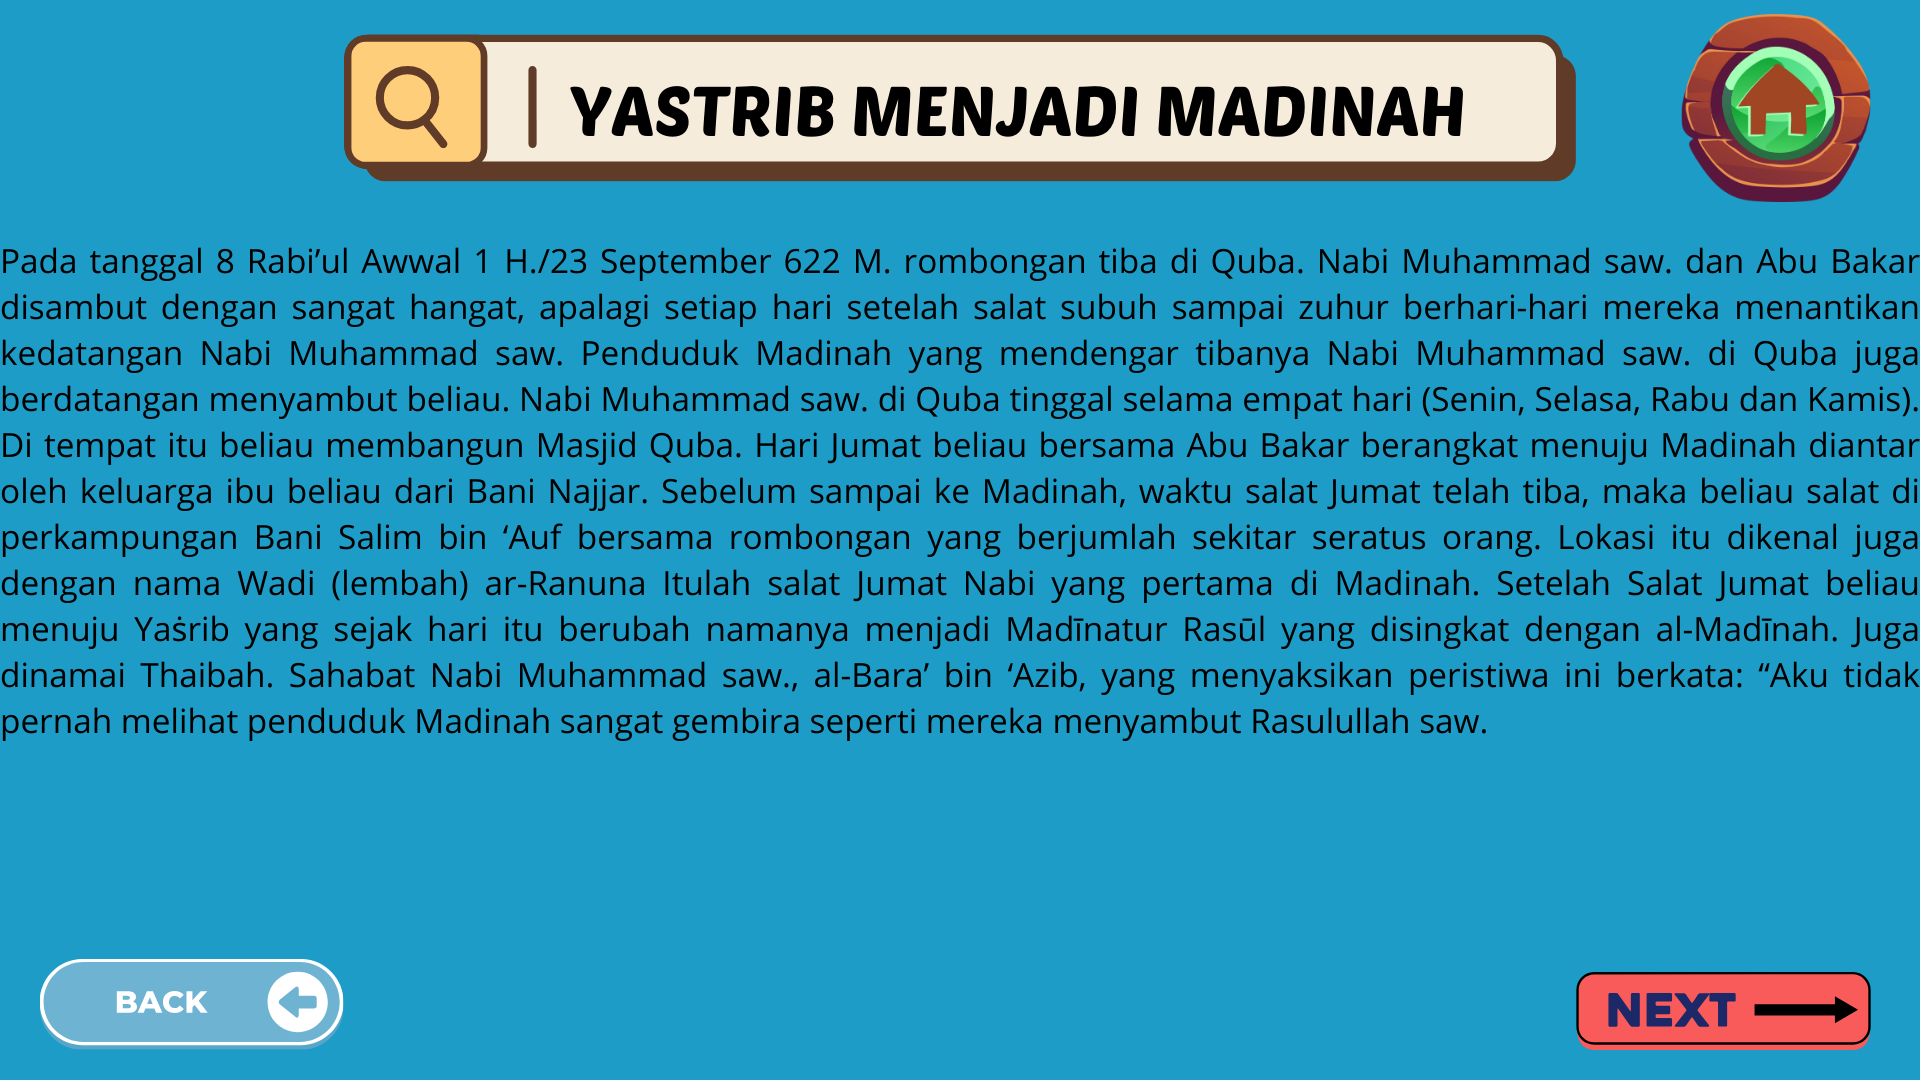 YASTRIB MENJADI MADINAH
Pada tanggal 8 Rabi’ul Awwal 1 H./23 September 622 M. rombongan tiba di Quba. Nabi Muhammad saw. dan Abu Bakar
disambut dengan sangat hangat, apalagi setiap hari setelah salat subuh sampai zuhur berhari-hari mereka menantikan
kedatangan Nabi Muhammad saw. Penduduk Madinah yang mendengar tibanya Nabi Muhammad saw. di Quba juga
berdatangan menyambut beliau. Nabi Muhammad saw. di Quba tinggal selama empat hari (Senin, Selasa, Rabu dan Kamis).
Di tempat itu beliau membangun Masjid Quba. Hari Jumat beliau bersama Abu Bakar berangkat menuju Madinah diantar
oleh keluarga ibu beliau dari Bani Najjar. Sebelum sampai ke Madinah, waktu salat Jumat telah tiba, maka beliau salat di
perkampungan Bani Salim bin ‘Auf bersama rombongan yang berjumlah sekitar seratus orang. Lokasi itu dikenal juga
dengan nama Wadi (lembah) ar-Ranuna Itulah salat Jumat Nabi yang pertama di Madinah. Setelah Salat Jumat beliau
menuju Yaṡrib yang sejak hari itu berubah namanya menjadi Madīnatur Rasūl yang disingkat dengan al-Madīnah. Juga
dinamai Thaibah. Sahabat Nabi Muhammad saw., al-Bara’ bin ‘Azib, yang menyaksikan peristiwa ini berkata: “Aku tidak
pernah melihat penduduk Madinah sangat gembira seperti mereka menyambut Rasulullah saw.
BACK
NEXT